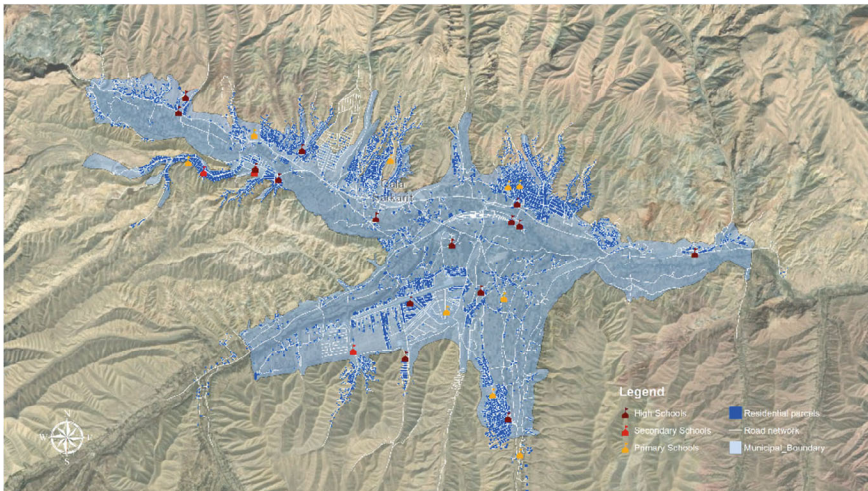 N
W
E
S
Legend
High Schools
Secondary Schools
Primary Schools
Residential parcels
Road network
Municipal_Boundary